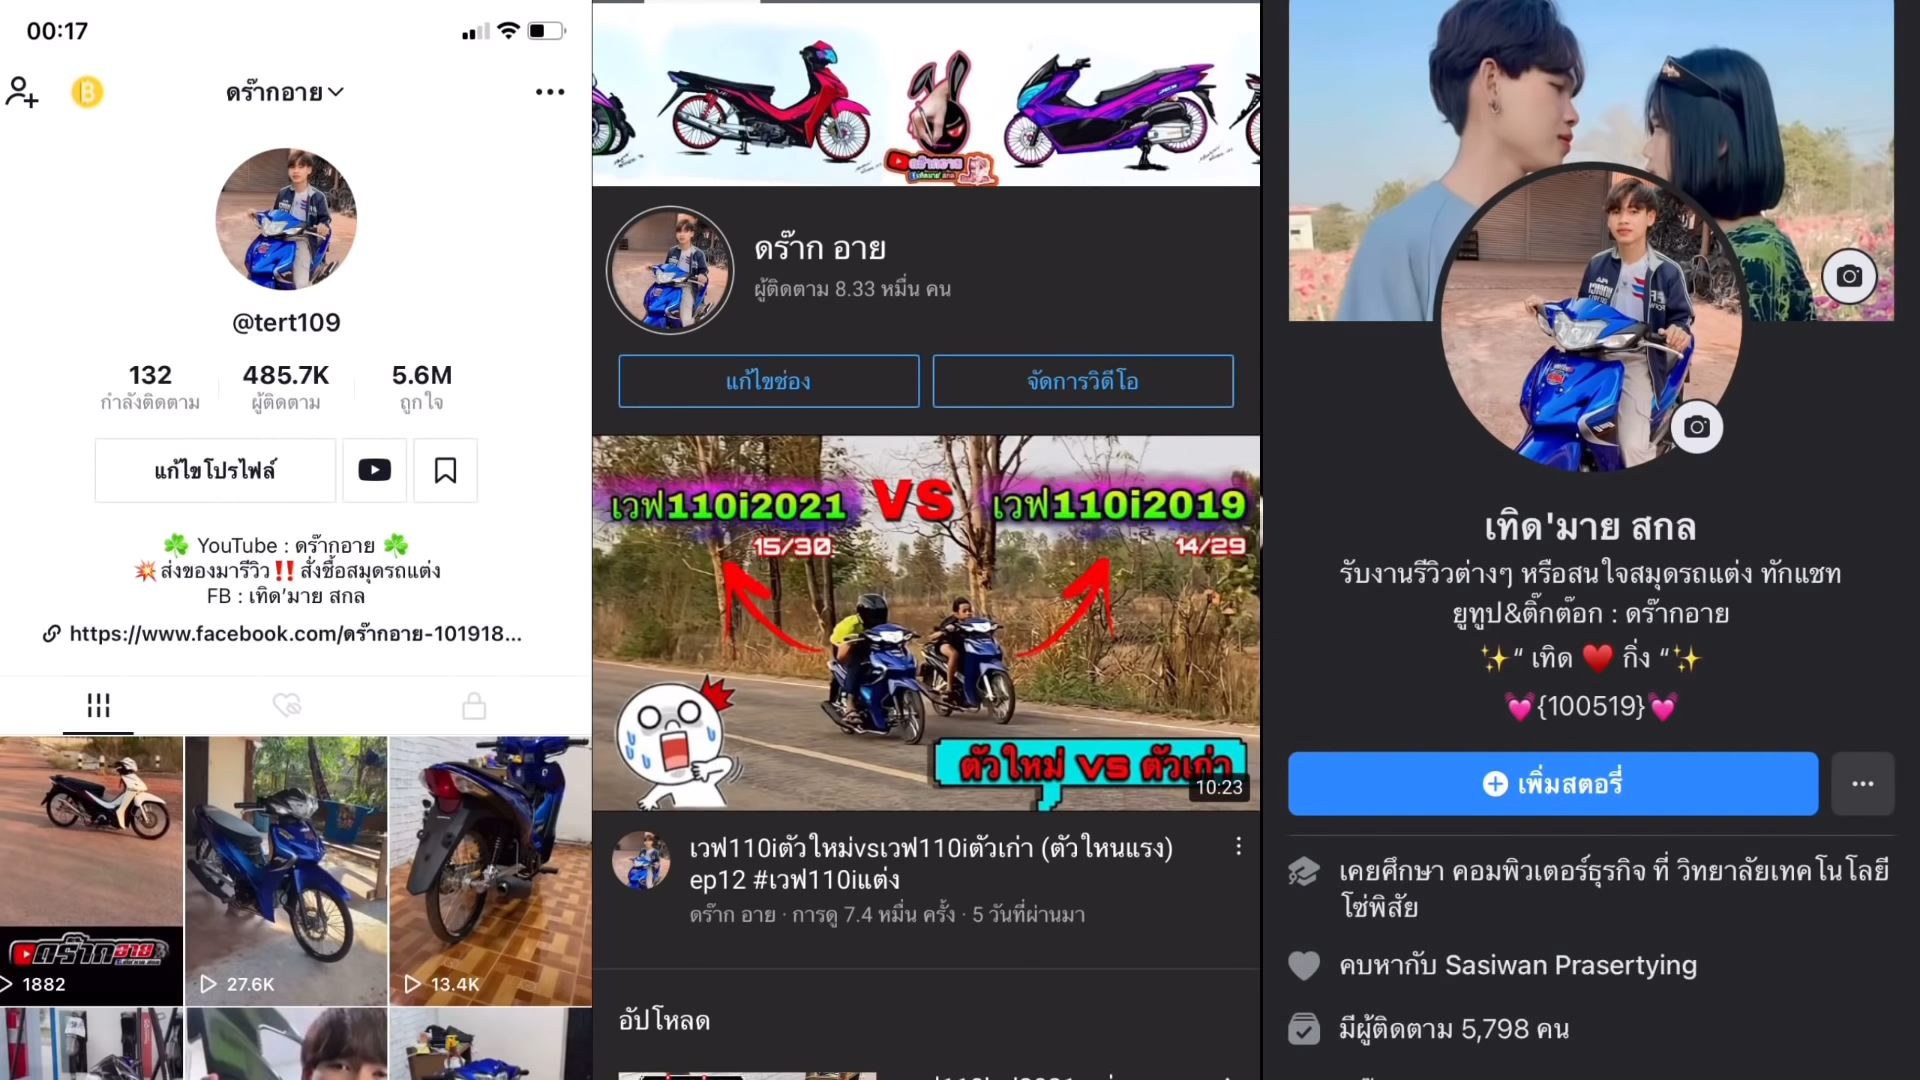 00:17
ดร๊ากอาย
@tert109
132
กำลังติดตาม
485.7K
ผู้ติดตาม
5.6M
ถูกใจ
แก้ไขโปรไฟล์
☘️ YouTube : ดร๊ากอาย ☘️
💥ส่งของมารีวิว‼️สั่งซื้อสมุดรถแต่ง
FB : เทิด’มาย สกล
https://www.facebook.com/ดร๊ากอาย-101918...
ดร๊ากอาย
1882
27.6K
13.4K
ดร๊ากอาย
ดร๊าก อาย
ผู้ติดตาม 8.33 หมื่น คน
แก้ไขช่อง
จัดการวิดีโอ
เวฟ110i2021 VS เวฟ110i2019
15/30
14/29
ตัวใหม่ vs ตัวเก่า
10:23
เวฟ110iตัวใหม่vsเวฟ110iตัวเก่า (ตัวใหนแรง)
ep12 #เวฟ110iแต่ง
ดร๊าก อาย · การดู 7.4 หมื่น ครั้ง · 5 วันที่ผ่านมา
อัปโหลด
เทิด'มาย สกล
รับงานรีวิวต่างๆ หรือสนใจสมุดรถแต่ง ทักแชท
ยูทูป&ติ๊กต๊อก : ดร๊ากอาย
✨“ เทิด ❤️ กิ่ง “✨
💓{100519}💓
เพิ่มสตอรี่
เคยศึกษา คอมพิวเตอร์ธุรกิจ ที่ วิทยาลัยเทคโนโลยี
โซ่พิสัย
คบหากับ Sasiwan Prasertying
มีผู้ติดตาม 5,798 คน